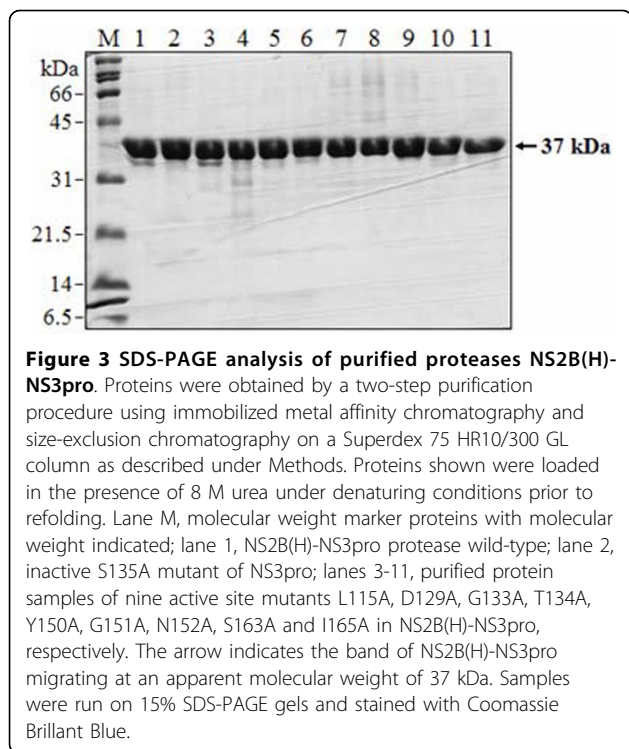 M 1 2 3 4 5 6 7 8 9 10 11
kDa
66-
45-
←37 kDa
31-
21.5-
14-
6.5-
Figure 3 SDS-PAGE analysis of purified proteases NS2B(H)-
NS3pro. Proteins were obtained by a two-step purification
procedure using immobilized metal affinity chromatography and
size-exclusion chromatography on a Superdex 75 HR10/300 GL
column as described under Methods. Proteins shown were loaded
in the presence of 8 M urea under denaturing conditions prior to
refolding. Lane M, molecular weight marker proteins with molecular
weight indicated; lane 1, NS2B(H)-NS3pro protease wild-type; lane 2,
inactive S135A mutant of NS3pro; lanes 3-11, purified protein
samples of nine active site mutants L115A, D129A, G133A, T134A,
Y150A, G151A, N152A, S163A and I165A in NS2B(H)-NS3pro,
respectively. The arrow indicates the band of NS2B(H)-NS3pro
migrating at an apparent molecular weight of 37 kDa. Samples
were run on 15% SDS-PAGE gels and stained with Coomassie
Brillant Blue.